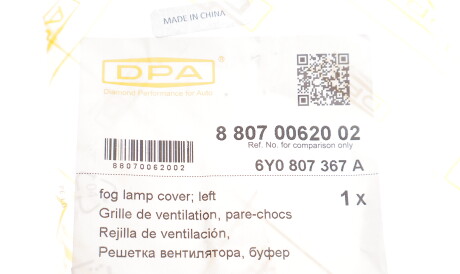 MADE IN CHINA
DPA®
Diamond Performance for Auto
8 807 00620 02
Ref. No. for comparison only
88070062002
6Y0 807 367 A
fog lamp cover; left
1 x
Grille de ventilation, pare-chocs
Rejilla de ventilación,
Решетка вентилятора, буфер